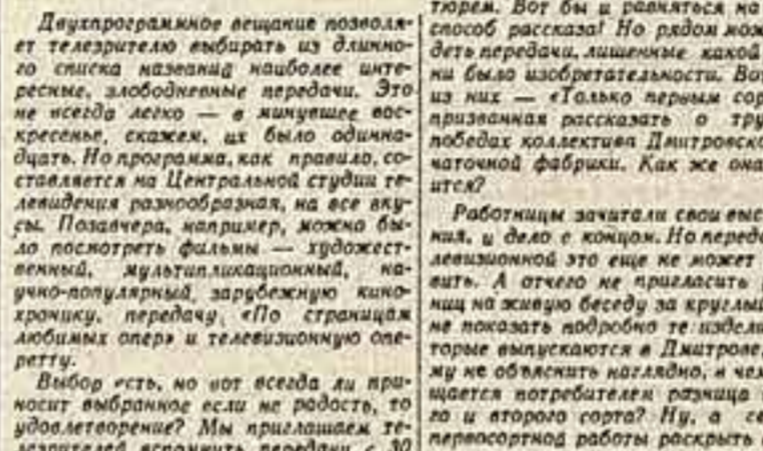 Двухпрограммное вещание позволя-
ет телезрителю выбирать из длинно-
го списка названий наиболее инте-
ресные, злободневные передачи. Это
не всегда легко — в минувшее вос-
кресенье, скажем, их было одинна-
дцать. Но программа, как правило, со-
ставляется на Центральной студии те-
левидения разнообразная, на все вку-
сы. Позавчера, например, можно бы-
ло посмотреть фильмы — художест-
венный, мультипликационный, на-
учно-популярный, зарубежную кино-
хронику, передачу «По страницам
любимых опер» и телевизионную опе-
ретту.
Выбор есть, но вот всегда ли при-
носит выбранное если не радость, то
удовлетворение? Мы приглашаем те-
лезрителей вспомнить передачи с 30
тюрем. Вот бы и равняться на
способ рассказа! Но рядом мож
деть передачи, лишенные какой
ни было изобретательности. Вот
из них — «Только первым сор
призванная рассказать о тру
победах коллектива Дмитровско
чаточной фабрики. Как же она
ится?
Работницы зачитали свои выс
ния, и дело с концом. Но переда
левизионной это еще не может
вить. А отчего не пригласить
ниц на живую беседу за круглый
не показать подробно те издели
торые выпускаются в Дмитрове,
му не объяснить наглядно, в чем
щается потребителем разница
го и второго сорта? Ну, а се
первосортной работы раскрыть